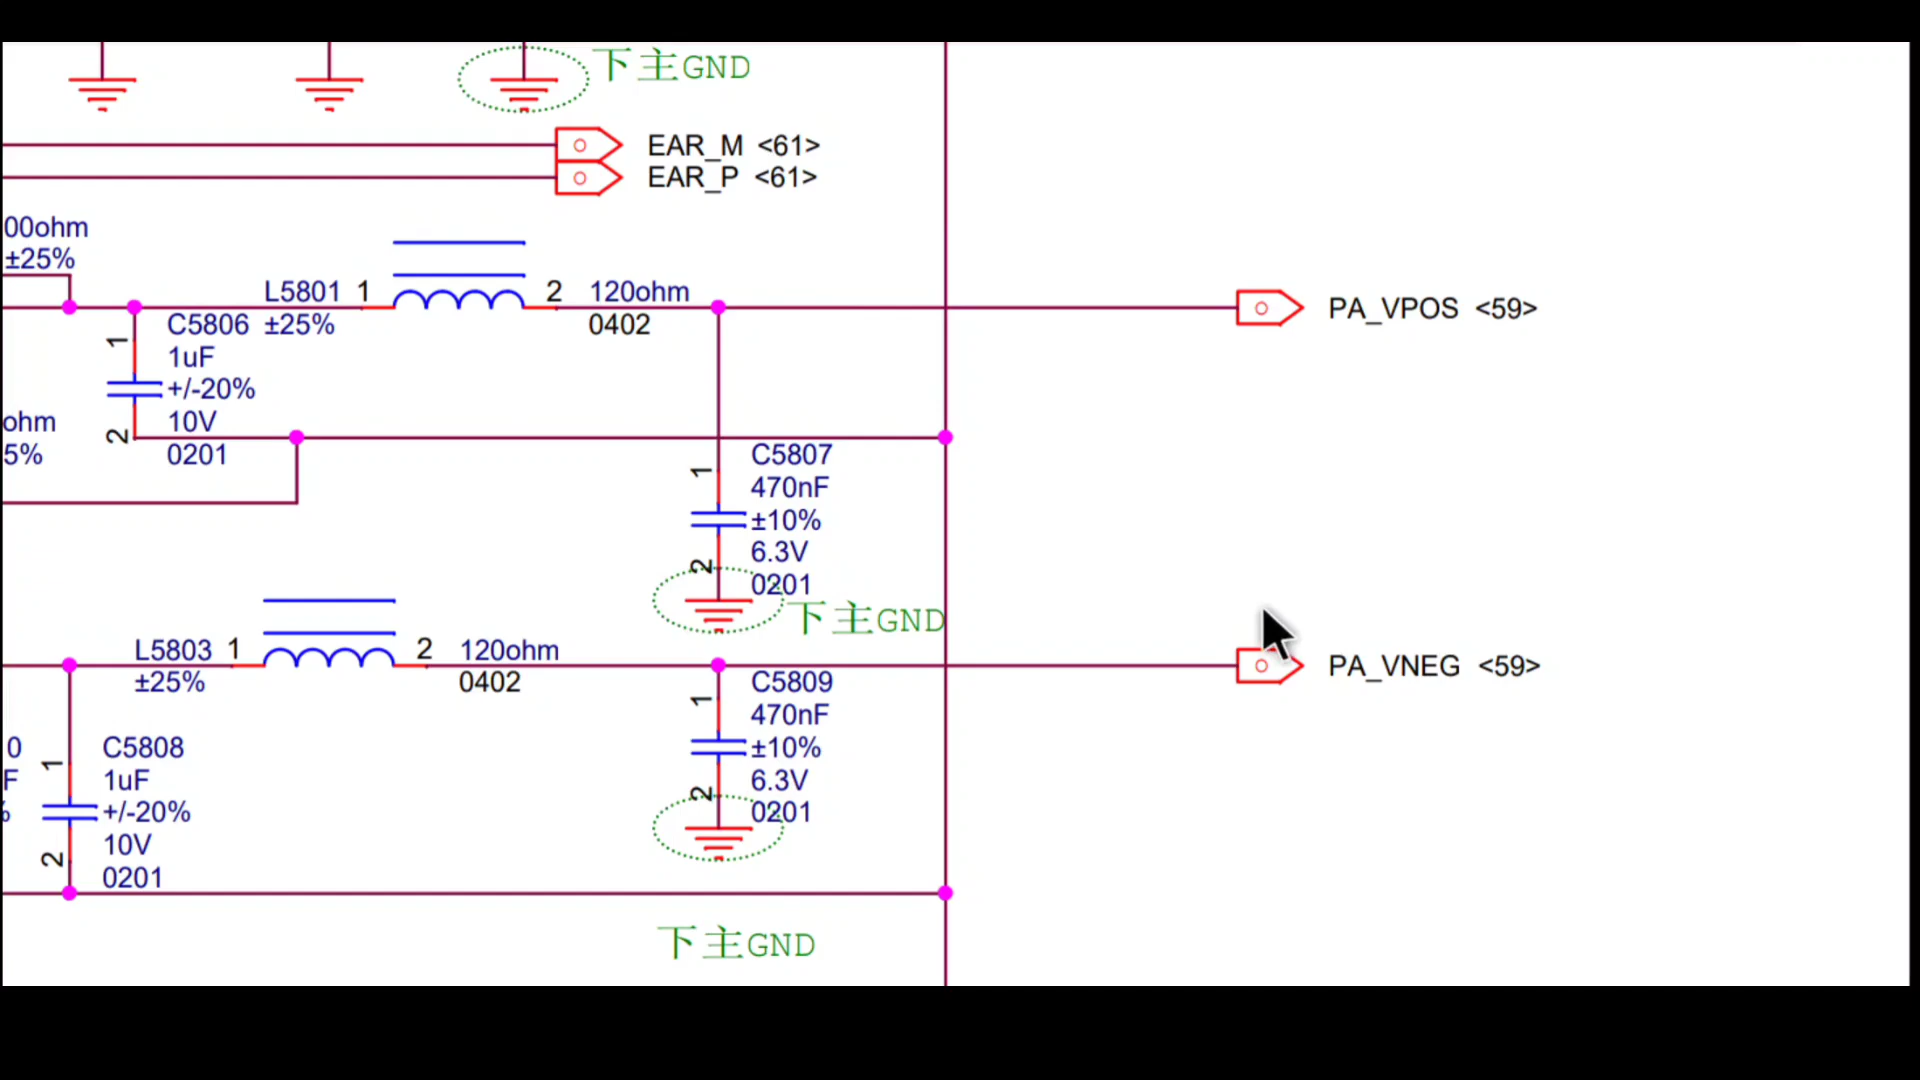 下主GND
EAR_M <61>
EAR_P <61>
00ohm
±25%
L5801 1
2 120ohm
0402
C5806 ±25%
1
1uF
+/-20%
10V
2
0201
PA_VPOS <59>
ohm
5%
C5807
1
470nF
±10%
6.3V
2
0201
下主GND
L5803 1
±25%
2 120ohm
0402
PA_VNEG <59>
C5809
1
470nF
±10%
6.3V
2
0201
0
F
C5808
1
1uF
+/-20%
10V
2
0201
下主GND